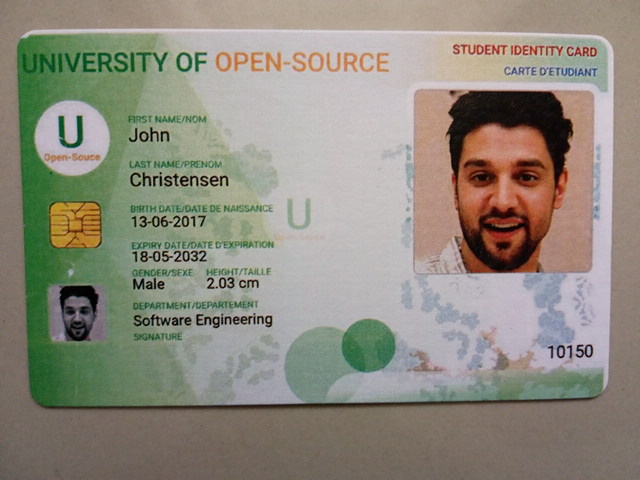 UNIVERSITY OF OPEN-SOURCE
STUDENT IDENTITY CARD
CARTE D'ETUDIANT
U
Open-Souce
FIRST NAME/NOM
John
LAST NAME/PRENOM
Christensen
BIRTH DATE/DATE DE NAISSANCE
13-06-2017
U
EXPIRY DATE/DATE D'EXPIRATION
18-05-2032
GENDER/SEXE HEIGHT/TAILLE
Male 2.03 cm
DEPARTMENT/DEPARTEMENT
Software Engineering
SIGNATURE
10150